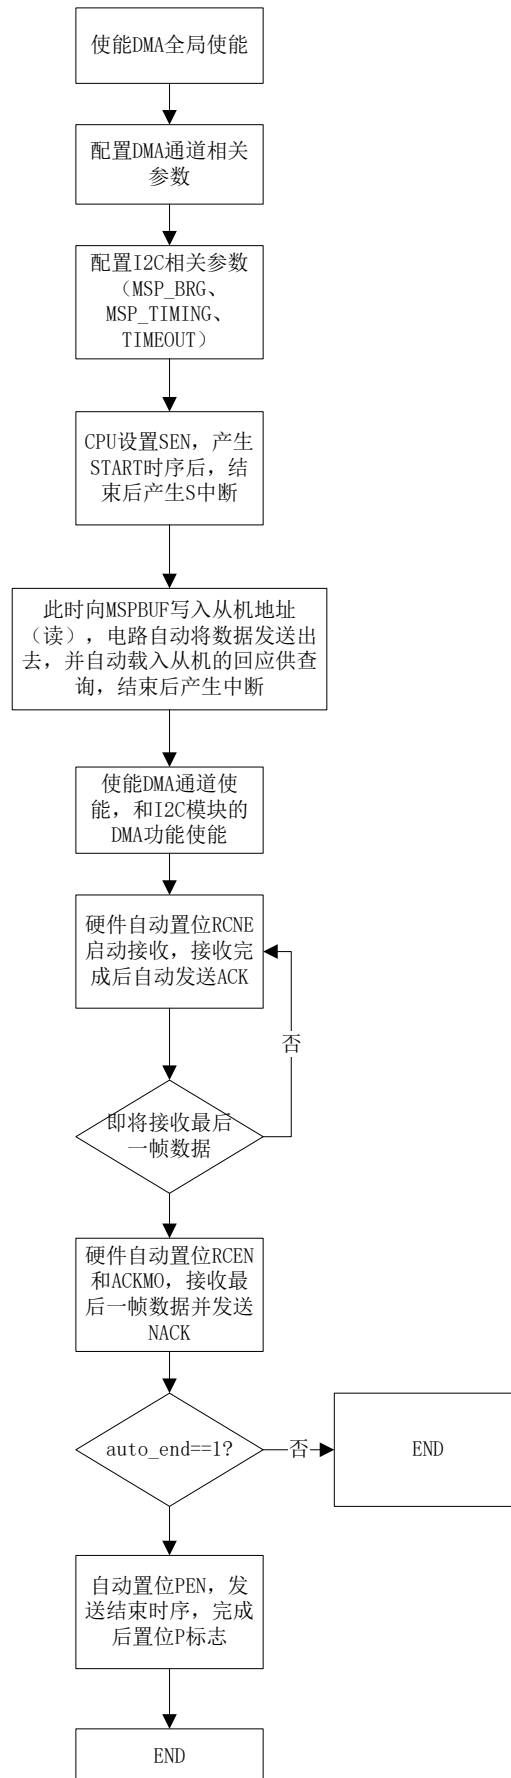 使能DMA全局使能
配置DMA通道相关
参数
配置I2C相关参数
（MSP_BRG、
MSP_TIMING、
TIMEOUT）
CPU设置SEN，产生
START时序后，结
束后产生S中断
此时向MSPBUF写入从机地址
（读），电路自动将数据发送出
去，并自动载入从机的回应供查
询，结束后产生中断
使能DMA通道使
能，和I2C模块的
DMA功能使能
硬件自动置位RCNE
启动接收，接收完
成后自动发送ACK
否
即将接收最后
一帧数据
硬件自动置位RCEN
和ACKMO，接收最
后一帧数据并发送
NACK
auto_end==1?
否
END
自动置位PEN，发
送结束时序，完成
后置位P标志
END